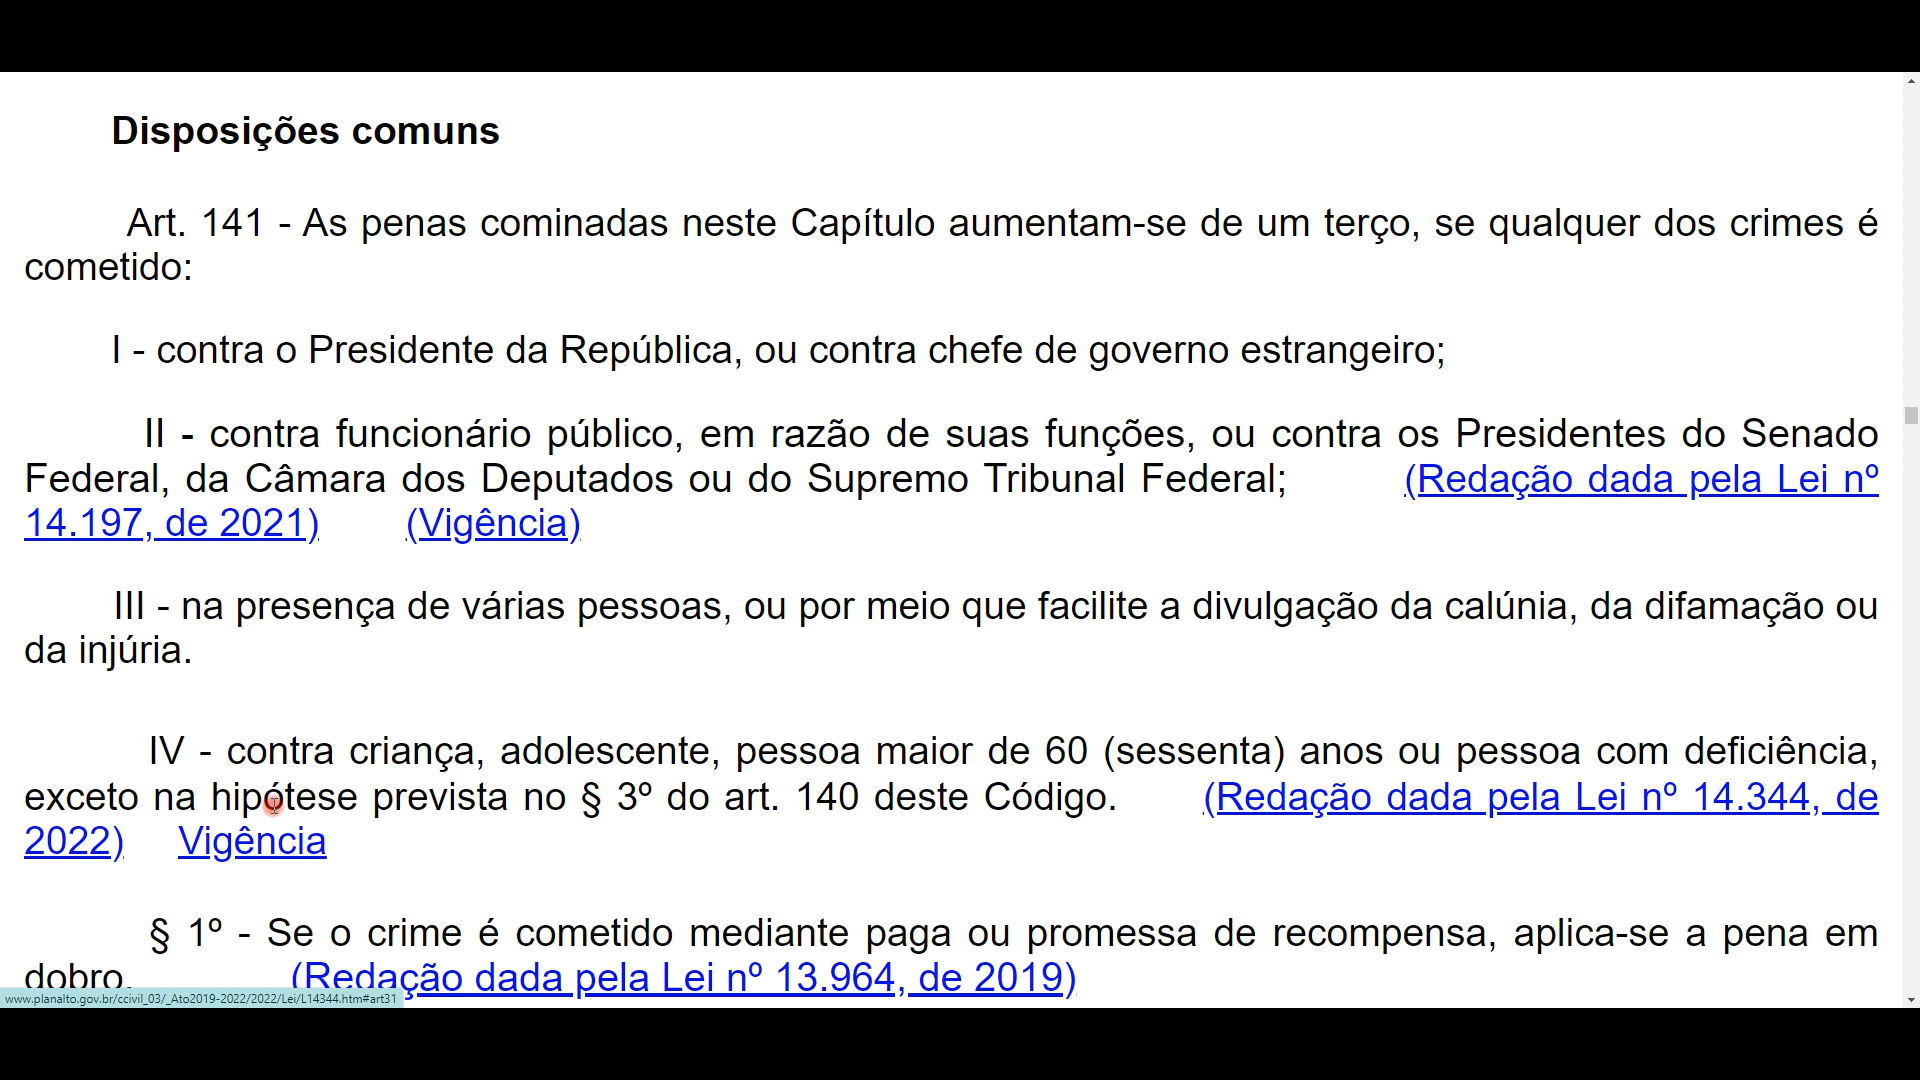 Disposições comuns
Art. 141 - As penas cominadas neste Capítulo aumentam-se de um terço, se qualquer dos crimes é
cometido:
I - contra o Presidente da República, ou contra chefe de governo estrangeiro;
II - contra funcionário público, em razão de suas funções, ou contra os Presidentes do Senado
Federal, da Câmara dos Deputados ou do Supremo Tribunal Federal; (Redação dada pela Lei nº
14.197, de 2021) (Vigência)
III - na presença de várias pessoas, ou por meio que facilite a divulgação da calúnia, da difamação ou
da injúria.
IV - contra criança, adolescente, pessoa maior de 60 (sessenta) anos ou pessoa com deficiência,
exceto na hipótese prevista no § 3º do art. 140 deste Código. (Redação dada pela Lei nº 14.344, de
2022) Vigência
§ 1º - Se o crime é cometido mediante paga ou promessa de recompensa, aplica-se a pena em
dobro. (Redação dada pela Lei nº 13.964, de 2019)
www.planalto.gov.br/ccivil_03/_Ato2019-2022/2022/Lei/L14344.htm#art31